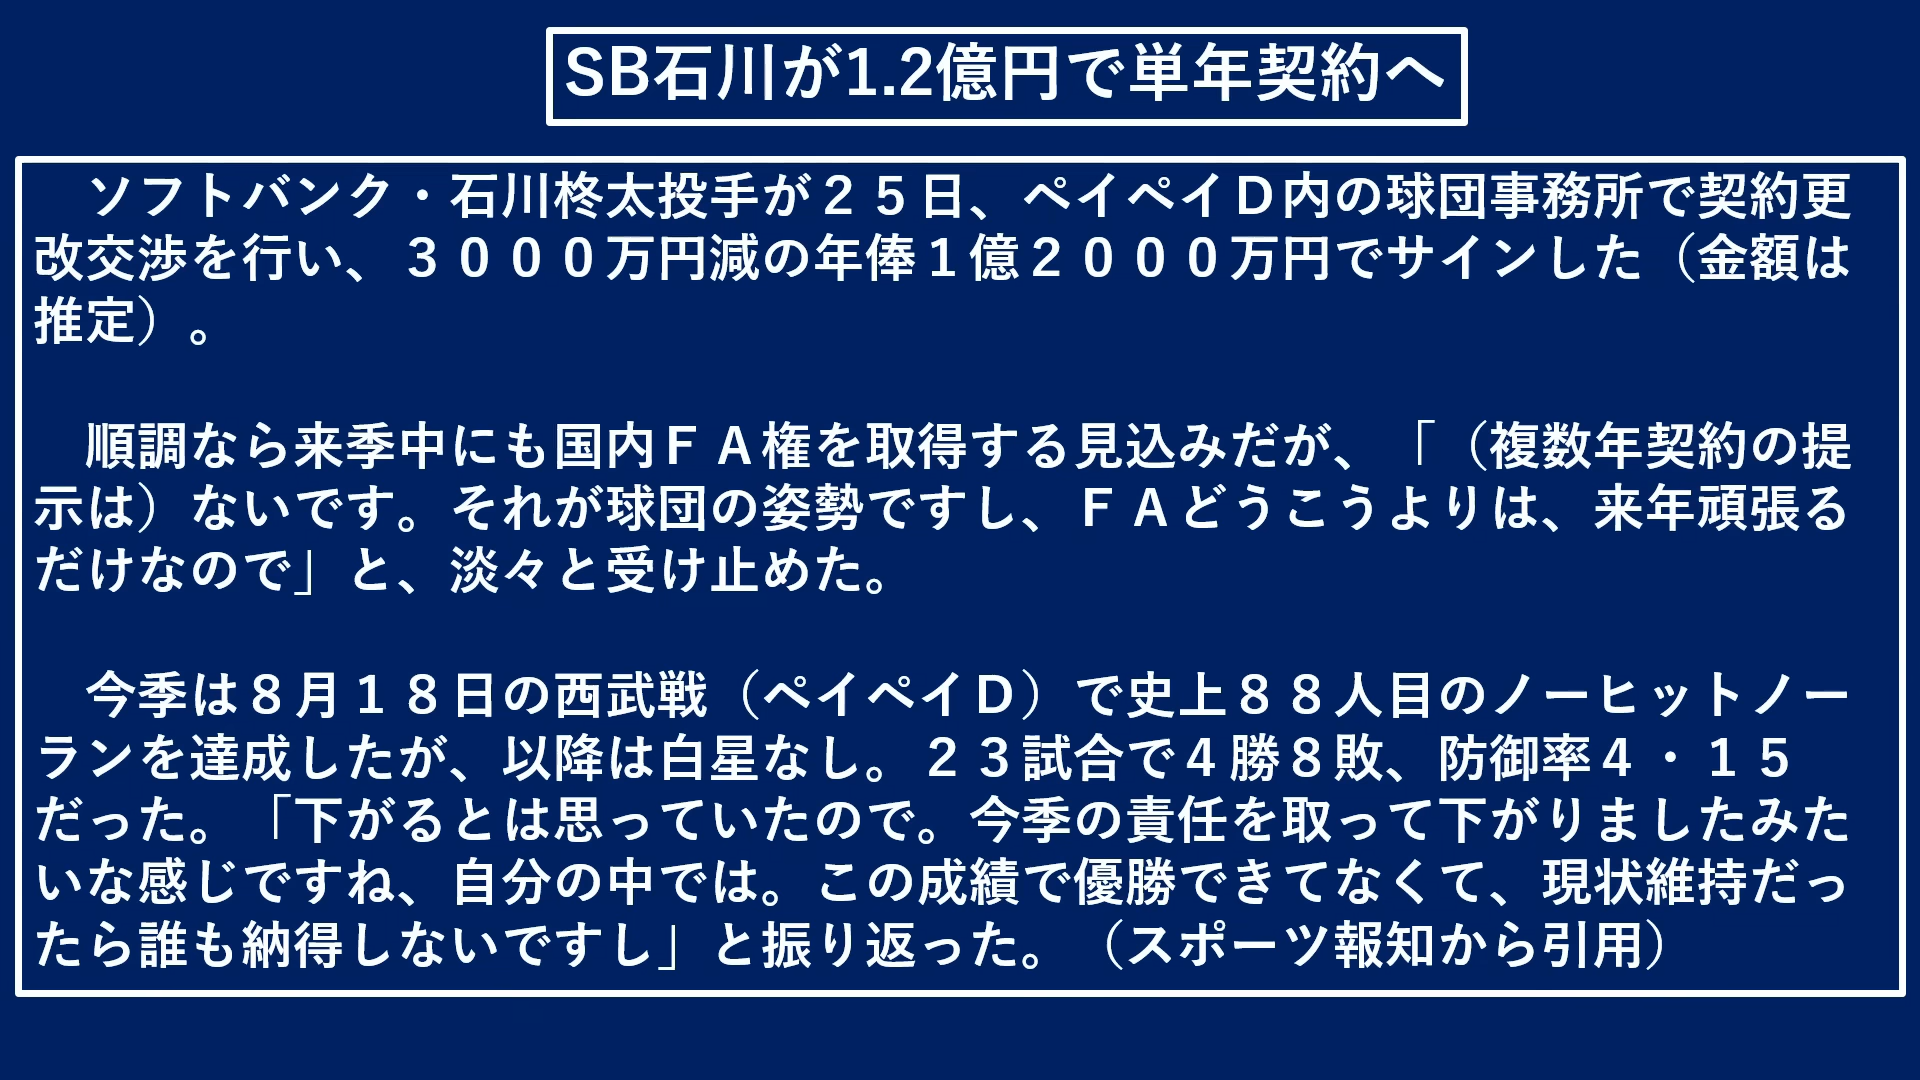 SB石川が1.2億円で単年契約へ
　ソフトバンク・石川柊太投手が２５日、ペイペイＤ内の球団事務所で契約更
改交渉を行い、３０００万円減の年俸１億２０００万円でサインした（金額は
推定）。
　順調なら来季中にも国内ＦＡ権を取得する見込みだが、「（複数年契約の提
示は）ないです。それが球団の姿勢ですし、ＦＡどうこうよりは、来年頑張る
だけなので」と、淡々と受け止めた。
　今季は８月１８日の西武戦（ペイペイＤ）で史上８８人目のノーヒットノー
ランを達成したが、以降は白星なし。２３試合で４勝８敗、防御率４・１５
だった。「下がるとは思っていたので。今季の責任を取って下がりましたみた
いな感じですね、自分の中では。この成績で優勝できてなくて、現状維持だっ
たら誰も納得しないですし」と振り返った。（スポーツ報知から引用）